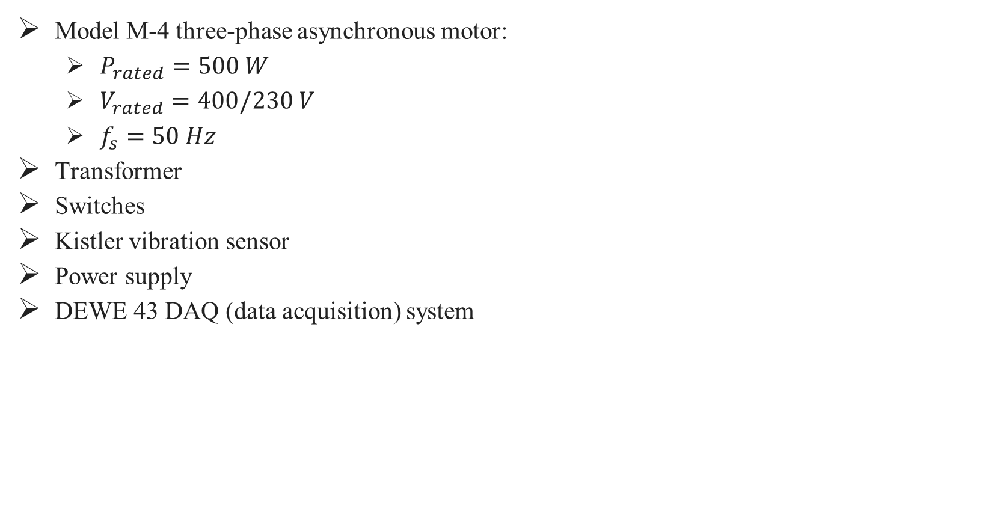 ➢ Model M-4 three-phase asynchronous motor:
➢ P_rated = 500 W
➢ V_rated = 400/230 V
➢ f_s = 50 Hz
➢ Transformer
➢ Switches
➢ Kistler vibration sensor
➢ Power supply
➢ DEWE 43 DAQ (data acquisition) system